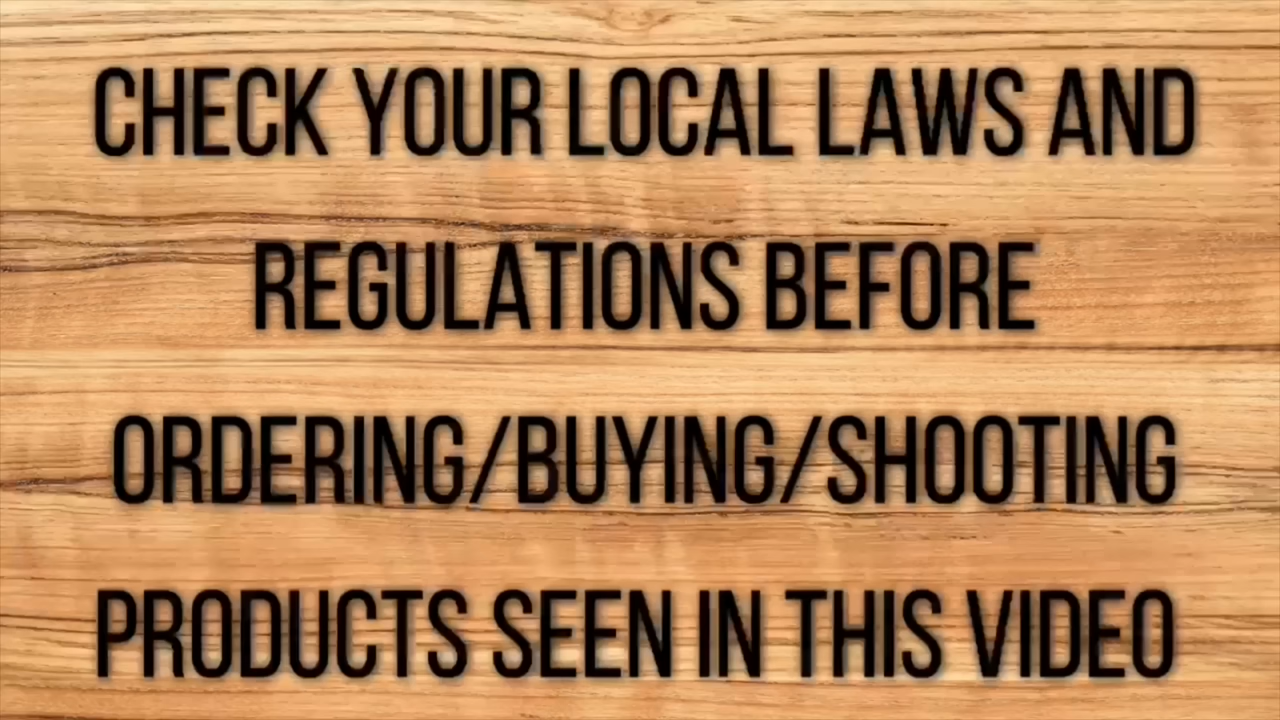 CHECK YOUR LOCAL LAWS AND
REGULATIONS BEFORE
ORDERING/BUYING/SHOOTING
PRODUCTS SEEN IN THIS VIDEO